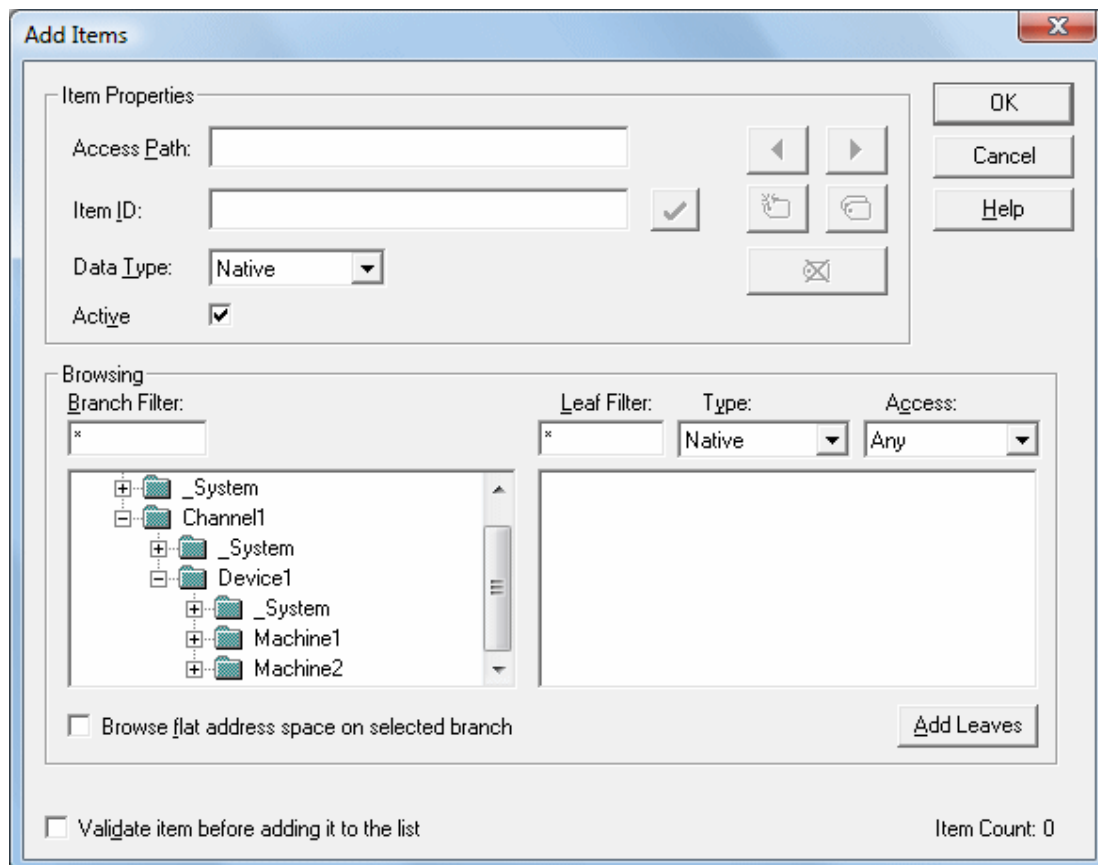 Add Items
Item Properties
OK
Access Path:
Cancel
Item ID:
Help
Data Type: Native
Active
Browsing
Branch Filter: Leaf Filter: Type: Access:
* * Native Any
_System
Channel1
_System
Device1
_System
Machine1
Machine2
Browse flat address space on selected branch Add Leaves
Validate item before adding it to the list Item Count: 0